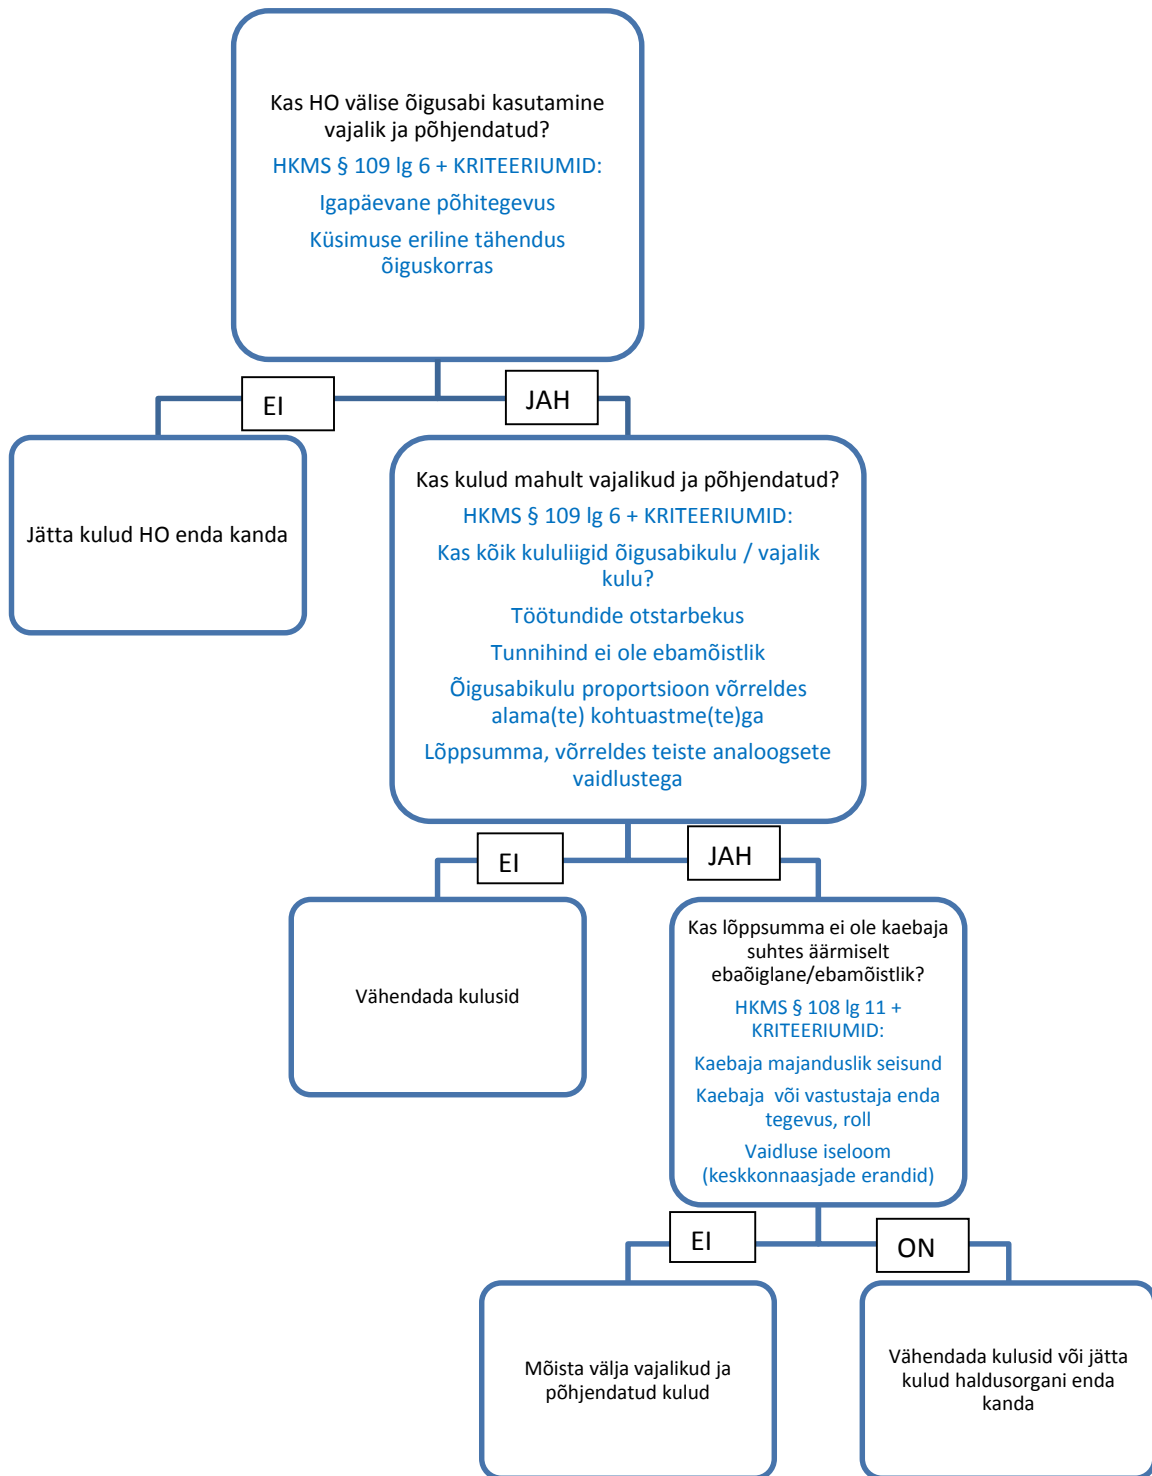 Kas HO välise õigusabi kasutamine
vajalik ja põhjendatud?
HKMS § 109 lg 6 + KRITEERIUMID:
Igapäevane põhitegevus
Küsimuse eriline tähendus
õiguskorras
EI
JAH
Jätta kulud HO enda kanda
Kas kulud mahult vajalikud ja põhjendatud?
HKMS § 109 lg 6 + KRITEERIUMID:
Kas kõik kululiigid õigusabikulu / vajalik
kulu?
Töötundide otstarbekus
Tunnihind ei ole ebamõistlik
Õigusabikulu proportsioon võrreldes
alama(te) kohtuastme(te)ga
Lõppsumma, võrreldes teiste analoogsete
vaidlustega
EI
JAH
Vähendada kulusid
Kas lõppsumma ei ole kaebaja
suhtes äärmiselt
ebaõiglane/ebamõistlik?
HKMS § 108 lg 11 +
KRITEERIUMID:
Kaebaja majanduslik seisund
Kaebaja või vastustaja enda
tegevus, roll
Vaidluse iseloom
(keskkonnaasjade erandid)
EI
ON
Mõista välja vajalikud ja
põhjendatud kulud
Vähendada kulusid või jätta
kulud haldusorgani enda
kanda